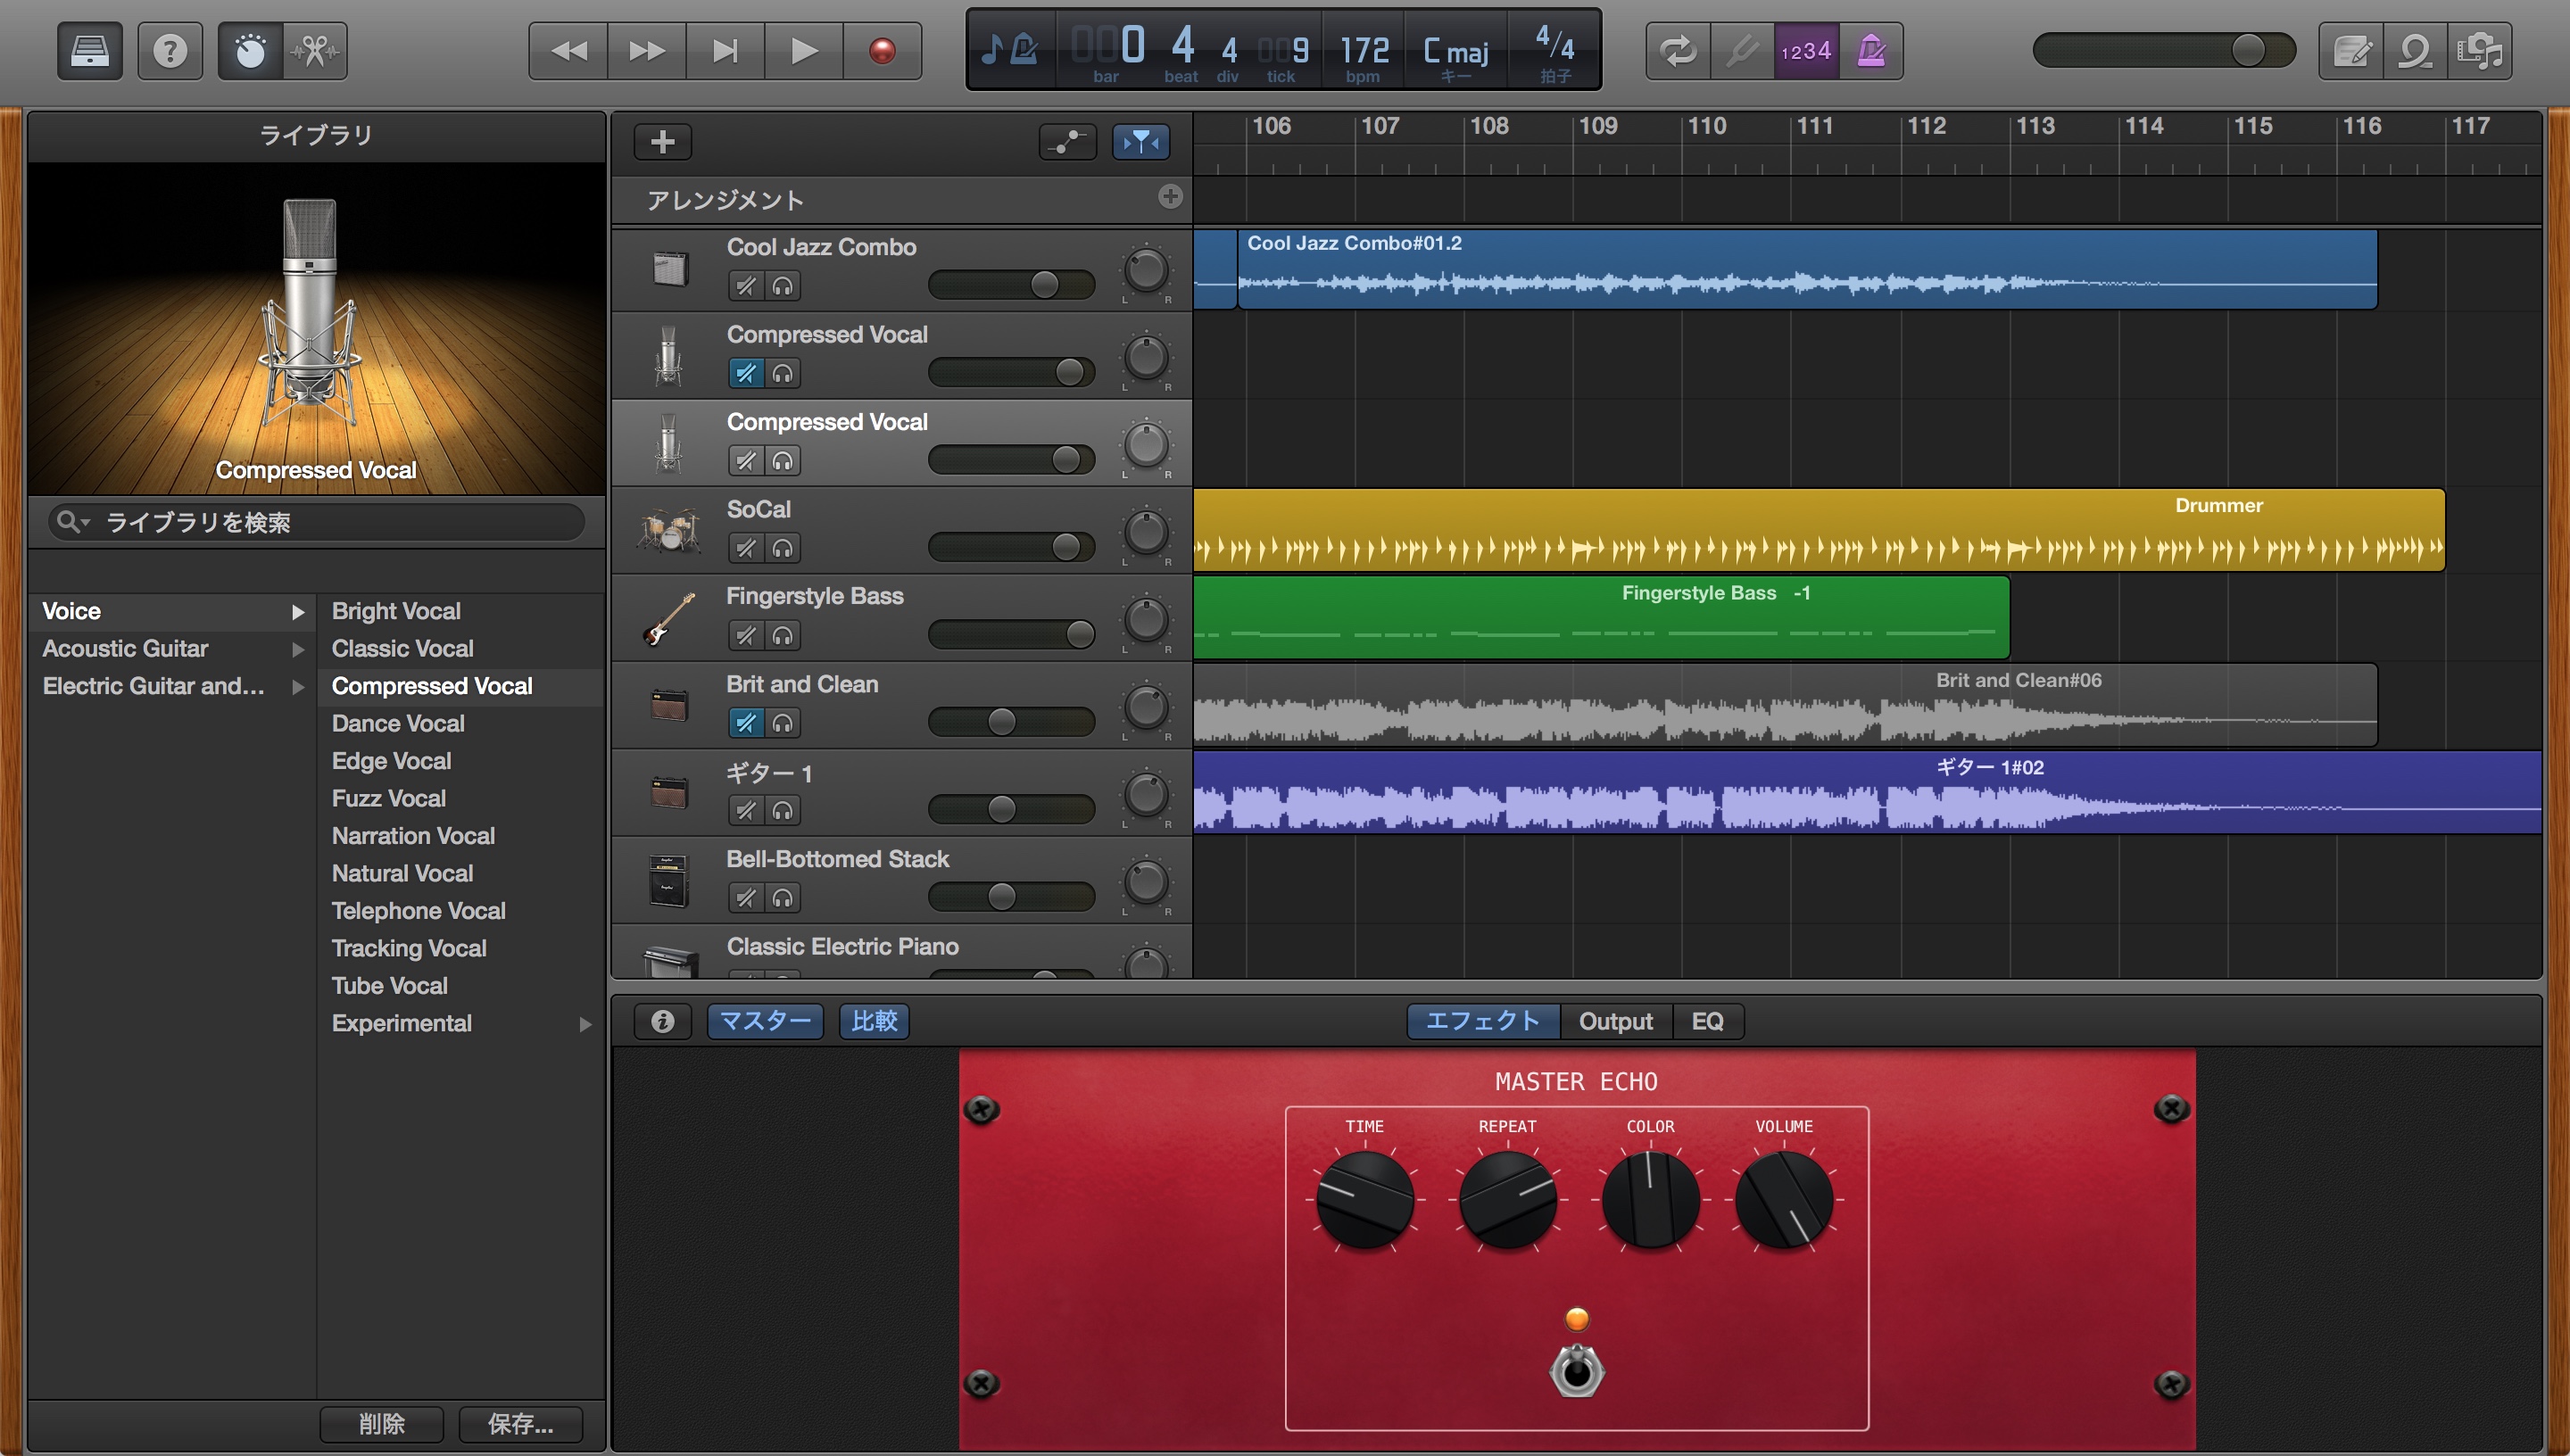 0 4 4 9 172 C maj 4/4
bar beat div tick bpm キー 拍子
1234
ライブラリ
Compressed Vocal
ライブラリを検索
Voice
Acoustic Guitar
Electric Guitar and...
Bright Vocal
Classic Vocal
Compressed Vocal
Dance Vocal
Edge Vocal
Fuzz Vocal
Narration Vocal
Natural Vocal
Telephone Vocal
Tracking Vocal
Tube Vocal
Experimental
削除 保存...
106 107 108 109 110 111 112 113 114 115 116 117
アレンジメント
Cool Jazz Combo
L R
Cool Jazz Combo#01.2
Compressed Vocal
L R
Compressed Vocal
L R
SoCal
L R
Drummer
Fingerstyle Bass
L R
Fingerstyle Bass -1
Brit and Clean
L R
Brit and Clean#06
ギター 1
L R
ギター 1#02
Bell-Bottomed Stack
L R
Classic Electric Piano
マスター 比較
エフェクト Output EQ
MASTER ECHO
TIME REPEAT COLOR VOLUME